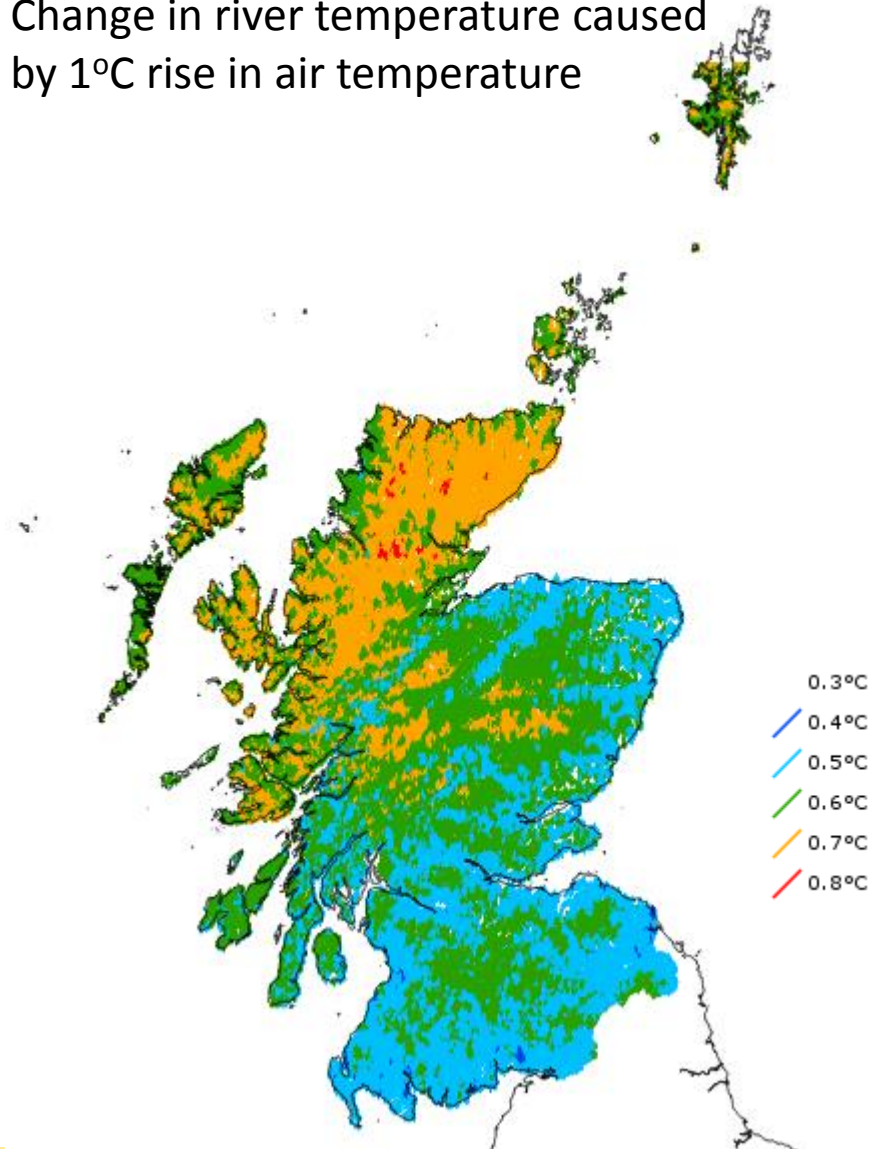 Change in river temperature caused
by 1°C rise in air temperature
0.3°C
0.4°C
0.5°C
0.6°C
0.7°C
0.8°C